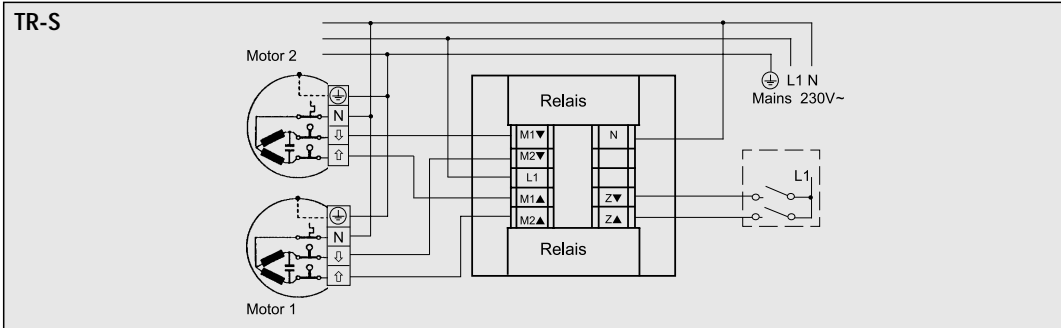 TR-S
Motor 2
N
⇩
⇧
Motor 1
N
⇩
⇧
Relais
M1▼
M2▼
L1
M1▲
M2▲
N
Z▼
Z▲
Relais
L1 N
Mains 230V~
L1